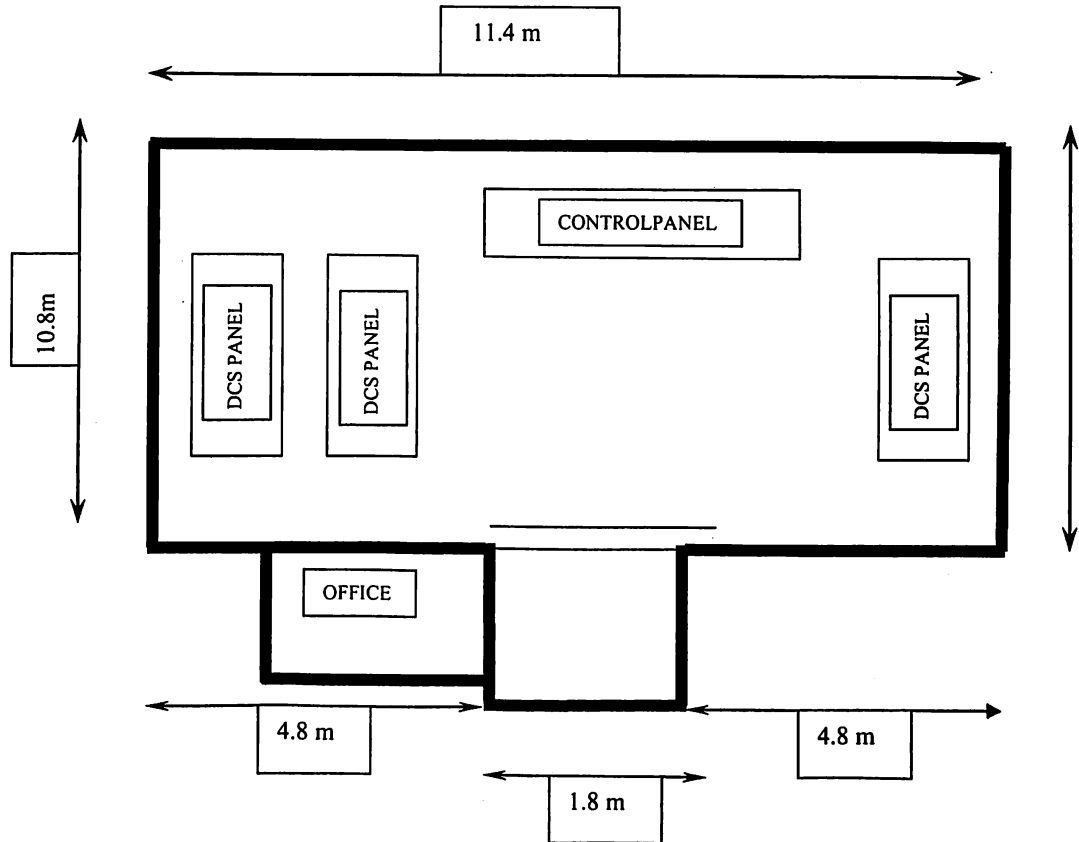 11.4 m
CONTROLPANEL
10.8m
DCS PANEL
DCS PANEL
DCS PANEL
OFFICE
4.8 m
4.8 m
1.8 m